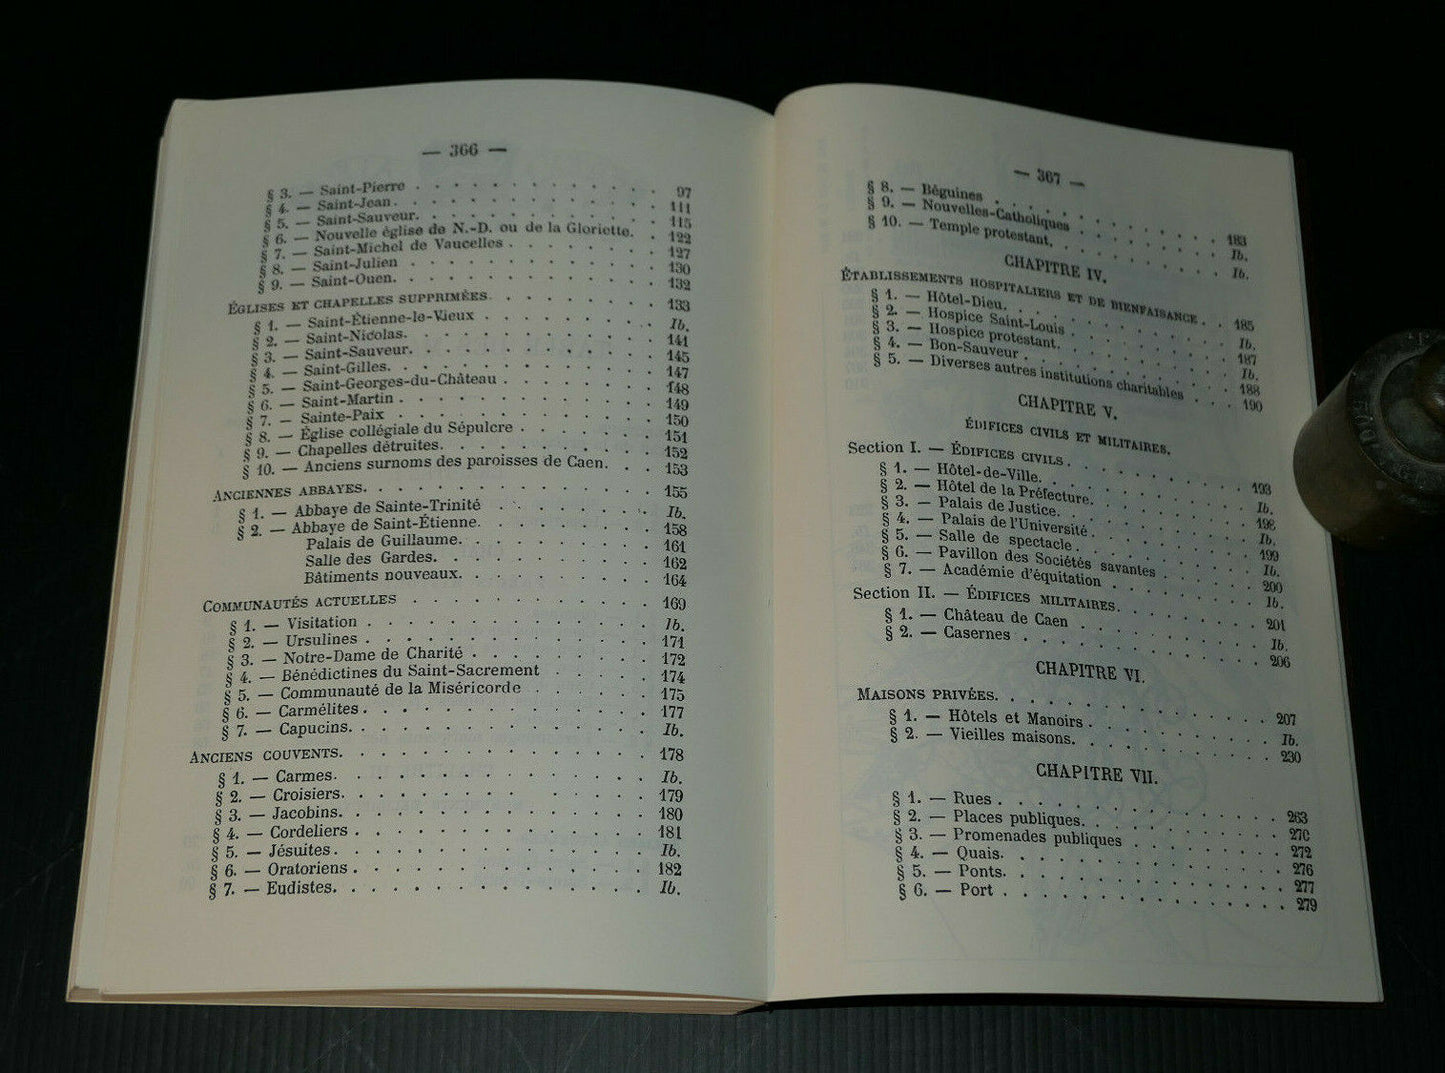 — 366 —
§ 3. — Saint-Pierre . . . . . . . . . . . . . 97
§ 4. — Saint-Jean . . . . . . . . . . . . . 111
§ 5. — Saint-Sauveur . . . . . . . . . . . . 115
§ 6. — Nouvelle église de N.-D. ou de la Gloriette. . 122
§ 7. — Saint-Michel de Vaucelles . . . . . . . . 127
§ 8. — Saint-Julien . . . . . . . . . . . . . 130
§ 9. — Saint-Ouen. . . . . . . . . . . . . . 132
ÉGLISES ET CHAPELLES SUPPRIMÉES. . . . . . . . . 133
§ 1. — Saint-Étienne-le-Vieux . . . . . . . . . Ib.
§ 2. — Saint-Nicolas. . . . . . . . . . . . . 141
§ 3. — Saint-Sauveur. . . . . . . . . . . . . 145
§ 4. — Saint-Gilles. . . . . . . . . . . . . . 147
§ 5. — Saint-Georges-du-Château . . . . . . . . 148
§ 6. — Saint-Martin . . . . . . . . . . . . . 149
§ 7. — Sainte-Paix . . . . . . . . . . . . . 150
§ 8. — Église collégiale du Sépulcre . . . . . . . 151
§ 9. — Chapelles détruites. . . . . . . . . . . 152
§ 10. — Anciens surnoms des paroisses de Caen. . . 153
ANCIENNES ABBAYES. . . . . . . . . . . . . . 155
§ 1. — Abbaye de Sainte-Trinité . . . . . . . . Ib.
§ 2. — Abbaye de Saint-Étienne. . . . . . . . . 158
Palais de Guillaume. . . . . . . . . . 161
Salle des Gardes. . . . . . . . . . . 162
Bâtiments nouveaux. . . . . . . . . . 164
COMMUNAUTÉS ACTUELLES . . . . . . . . . . . . 169
§ 1. — Visitation . . . . . . . . . . . . . . Ib.
§ 2. — Ursulines . . . . . . . . . . . . . . 171
§ 3. — Notre-Dame de Charité . . . . . . . . . 172
§ 4. — Bénédictines du Saint-Sacrement . . . . . 174
§ 5. — Communauté de la Miséricorde . . . . . . 175
§ 6. — Carmélites . . . . . . . . . . . . . . 177
§ 7. — Capucins. . . . . . . . . . . . . . . Ib.
ANCIENS COUVENTS. . . . . . . . . . . . . . . 178
§ 1. — Carmes. . . . . . . . . . . . . . . . Ib.
§ 2. — Croisiers. . . . . . . . . . . . . . . 179
§ 3. — Jacobins. . . . . . . . . . . . . . . 180
§ 4. — Cordeliers . . . . . . . . . . . . . . 181
§ 5. — Jésuites. . . . . . . . . . . . . . . . Ib.
§ 6. — Oratoriens . . . . . . . . . . . . . . 182
§ 7. — Eudistes. . . . . . . . . . . . . . . . Ib.
— 367 —
§ 8. — Béguines . . . . . . . . . . . . . 183
§ 9. — Nouvelles-Catholiques . . . . . . . . Ib.
§ 10. — Temple protestant. . . . . . . . . . Ib.
CHAPITRE IV.
ÉTABLISSEMENTS HOSPITALIERS ET DE BIENFAISANCE . . 185
§ 1. — Hôtel-Dieu. . . . . . . . . . . . . Ib.
§ 2. — Hospice Saint-Louis . . . . . . . . . 187
§ 3. — Hospice protestant. . . . . . . . . . Ib.
§ 4. — Bon-Sauveur . . . . . . . . . . . . 188
§ 5. — Diverses autres institutions charitables . . . 190
CHAPITRE V.
ÉDIFICES CIVILS ET MILITAIRES.
Section I. — ÉDIFICES CIVILS. . . . . . . . . . . 193
§ 1. — Hôtel-de-Ville. . . . . . . . . . . . Ib.
§ 2. — Hôtel de la Préfecture. . . . . . . . . 198
§ 3. — Palais de Justice. . . . . . . . . . . Ib.
§ 4. — Palais de l'Université . . . . . . . . . 199
§ 5. — Salle de spectacle . . . . . . . . . . Ib.
§ 6. — Pavillon des Sociétés savantes . . . . . . 200
§ 7. — Académie d'équitation . . . . . . . . . Ib.
Section II. — ÉDIFICES MILITAIRES. . . . . . . . . 201
§ 1. — Château de Caen . . . . . . . . . . . Ib.
§ 2. — Casernes . . . . . . . . . . . . . 206
CHAPITRE VI.
MAISONS PRIVÉES. . . . . . . . . . . . . . . 207
§ 1. — Hôtels et Manoirs . . . . . . . . . . Ib.
§ 2. — Vieilles maisons. . . . . . . . . . . . 230
CHAPITRE VII.
§ 1. — Rues . . . . . . . . . . . . . . . 263
§ 2. — Places publiques. . . . . . . . . . . . 270
§ 3. — Promenades publiques . . . . . . . . . 272
§ 4. — Quais. . . . . . . . . . . . . . . 276
§ 5. — Ponts. . . . . . . . . . . . . . . 277
§ 6. — Port . . . . . . . . . . . . . . . 279